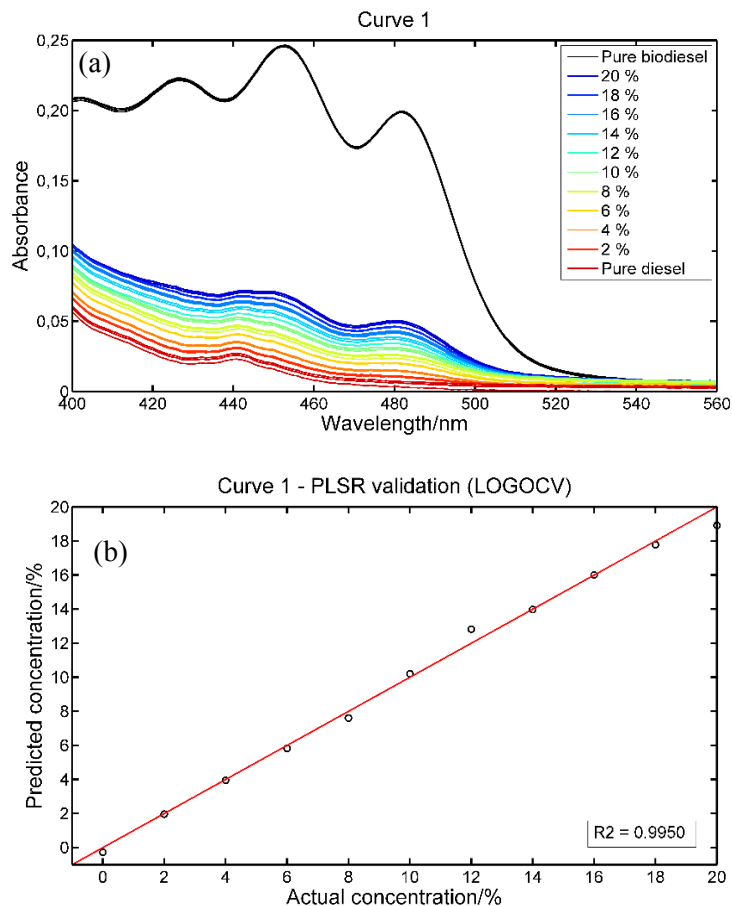 Curve 1
(a)
Pure biodiesel
20 %
18 %
16 %
14 %
12 %
10 %
8 %
6 %
4 %
2 %
Pure diesel
0,25
0,20
0,15
0,10
0,05
0
Absorbance
400 420 440 460 480 500 520 540 560
Wavelength/nm
Curve 1 - PLSR validation (LOGOCV)
(b)
20
18
16
14
12
10
8
6
4
2
0
Predicted concentration/%
R2 = 0.9950
0 2 4 6 8 10 12 14 16 18 20
Actual concentration/%